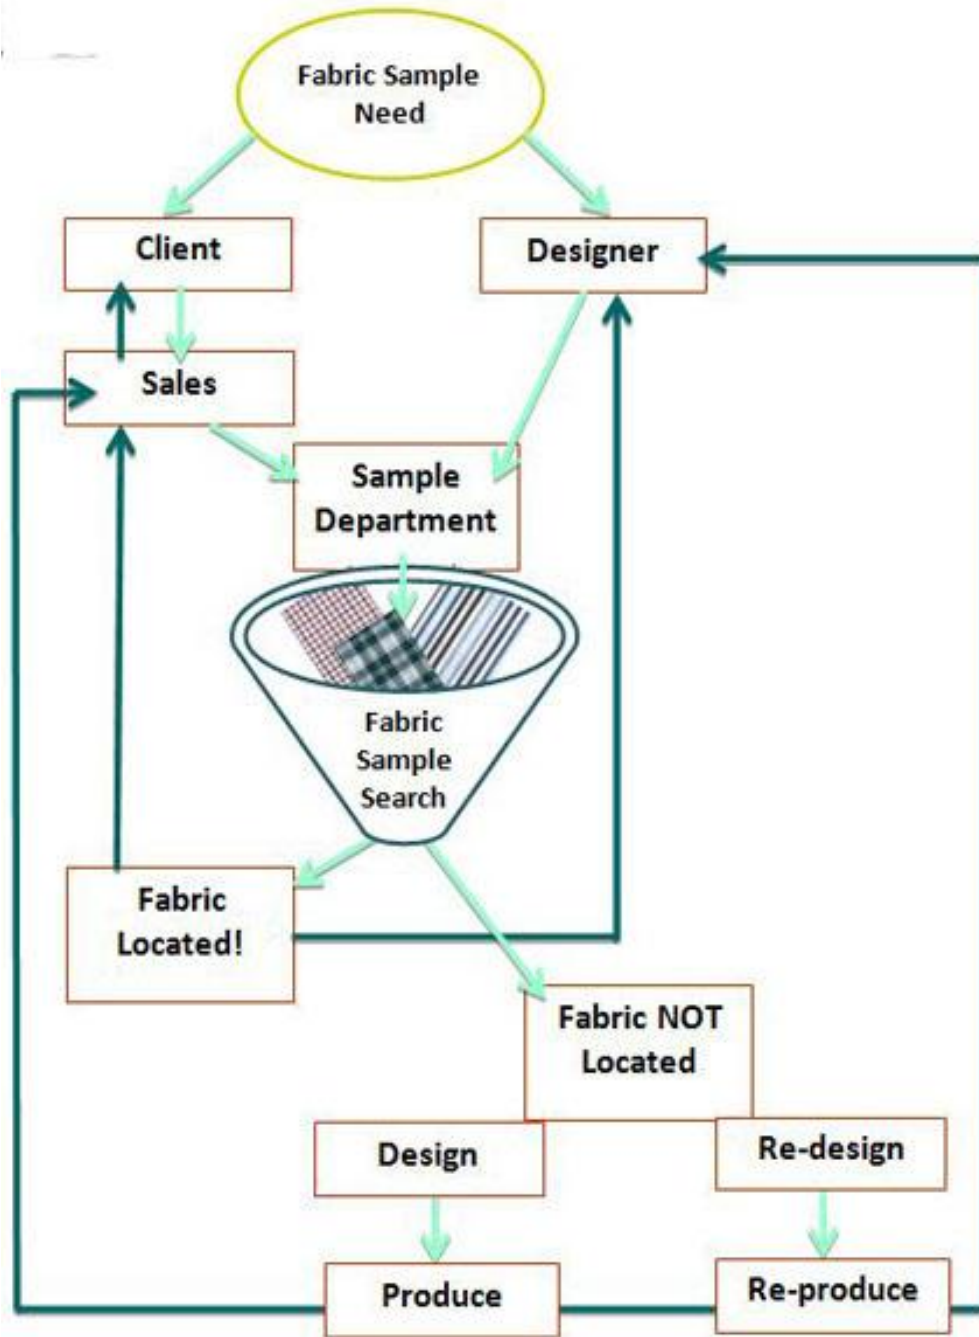 Fabric Sample
Need
Client
Designer
Sales
Sample
Department
Fabric
Sample
Search
Fabric
Located!
Fabric NOT
Located
Design
Re-design
Produce
Re-produce